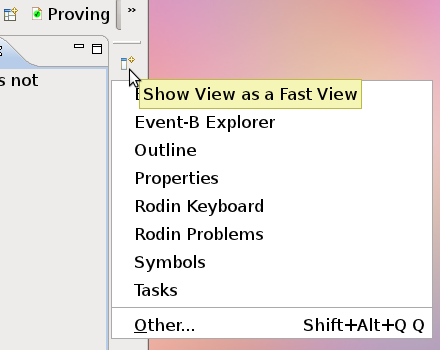 Proving
»
s not
Show View as a Fast View
Event-B Explorer
Outline
Properties
Rodin Keyboard
Rodin Problems
Symbols
Tasks
Other... Shift+Alt+Q Q